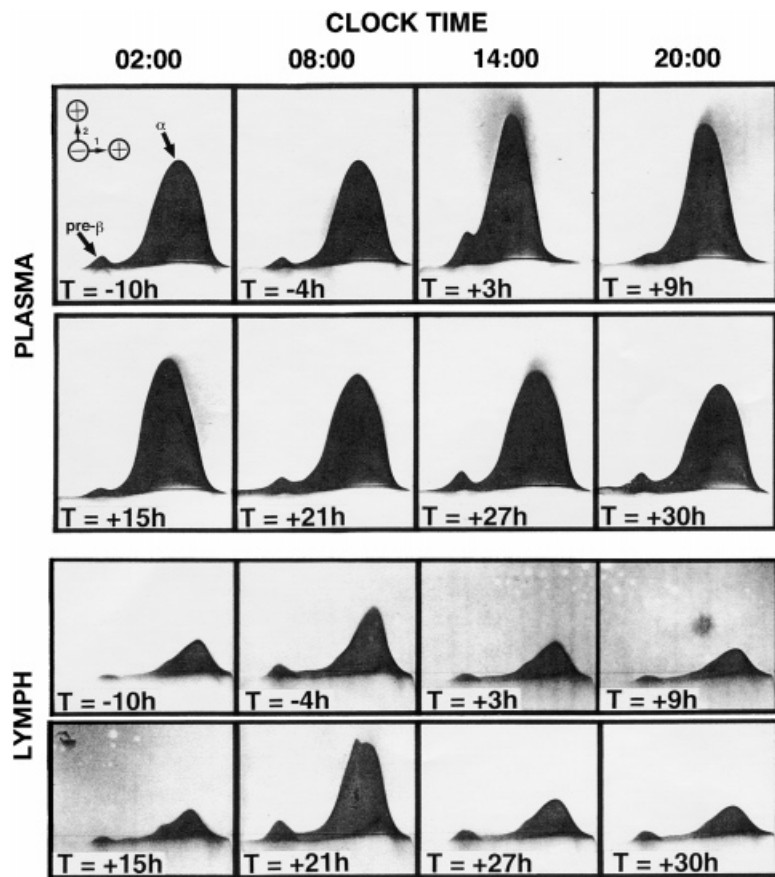 CLOCK TIME
02:00 08:00 14:00 20:00
PLASMA
+ 2 − 1 +
α
pre-β
T = -10h T = -4h T = +3h T = +9h
T = +15h T = +21h T = +27h T = +30h
LYMPH
T = -10h T = -4h T = +3h T = +9h
T = +15h T = +21h T = +27h T = +30h